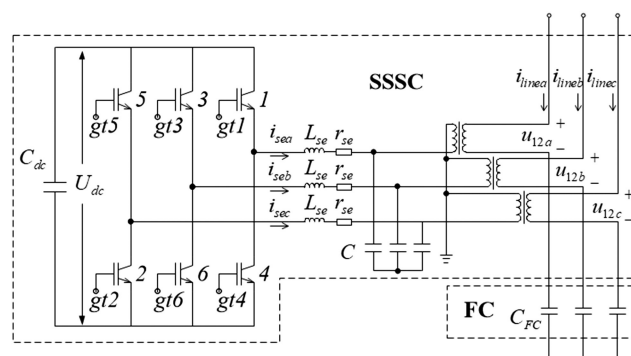 SSSC
i_linea i_lineb i_linec
5 3 1
gt5 gt3 gt1
i_sea L_se r_se
u_12a
+
−
C_dc
U_dc
i_seb L_se r_se
u_12b
+
−
i_sec L_se r_se
u_12c
+
−
2 6 4
gt2 gt6 gt4
C
FC
C_FC